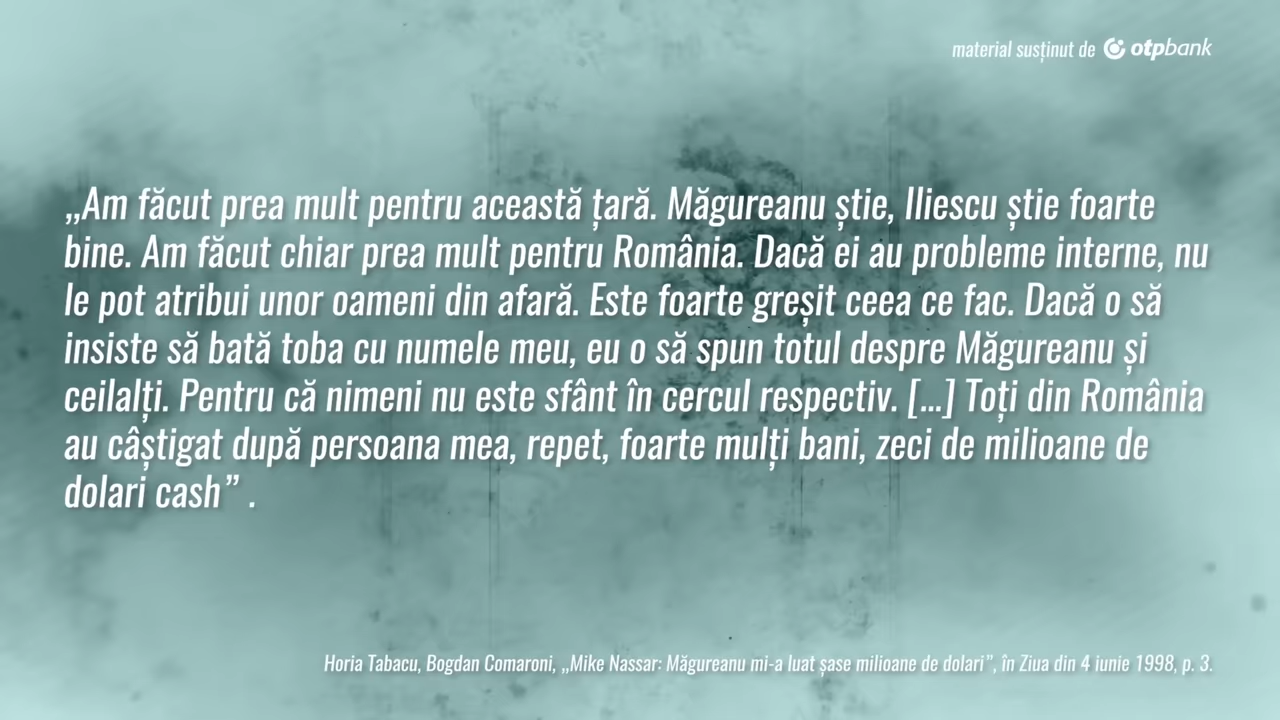 material susținut de otpbank
„Am făcut prea mult pentru această țară. Măgureanu știe, Iliescu știe foarte
bine. Am făcut chiar prea mult pentru România. Dacă ei au probleme interne, nu
le pot atribui unor oameni din afară. Este foarte greșit ceea ce fac. Dacă o să
insiste să bată toba cu numele meu, eu o să spun totul despre Măgureanu și
ceilalți. Pentru că nimeni nu este sfânt în cercul respectiv. [...] Toți din România
au câștigat după persoana mea, repet, foarte mulți bani, zeci de milioane de
dolari cash” .
Horia Tabacu, Bogdan Comaroni, „Mike Nassar: Măgureanu mi-a luat șase milioane de dolari”, în Ziua din 4 iunie 1998, p. 3.